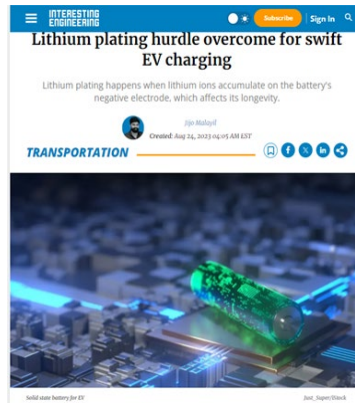 INTERESTING
ENGINEERING
Subscribe
Sign In
Lithium plating hurdle overcome for swift
EV charging
Lithium plating happens when lithium ions accumulate on the battery's
negative electrode, which affects its longevity.
Jijo Malayil
Created: Aug 24, 2023 04:05 AM EST
TRANSPORTATION
Solid state battery for EV
Just_Super/iStock